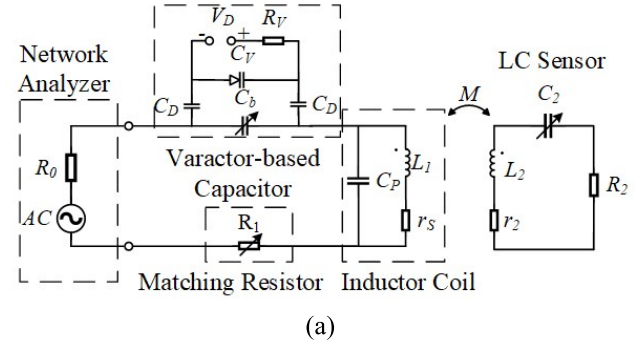 V_D
R_V
- +
Network
Analyzer
C_V
LC Sensor
C_D
C_b
C_D
M
C_2
R_0
Varactor-based
Capacitor
C_P
L_1
L_2
R_2
AC
R_1
r_S
r_2
Matching Resistor
Inductor Coil
(a)